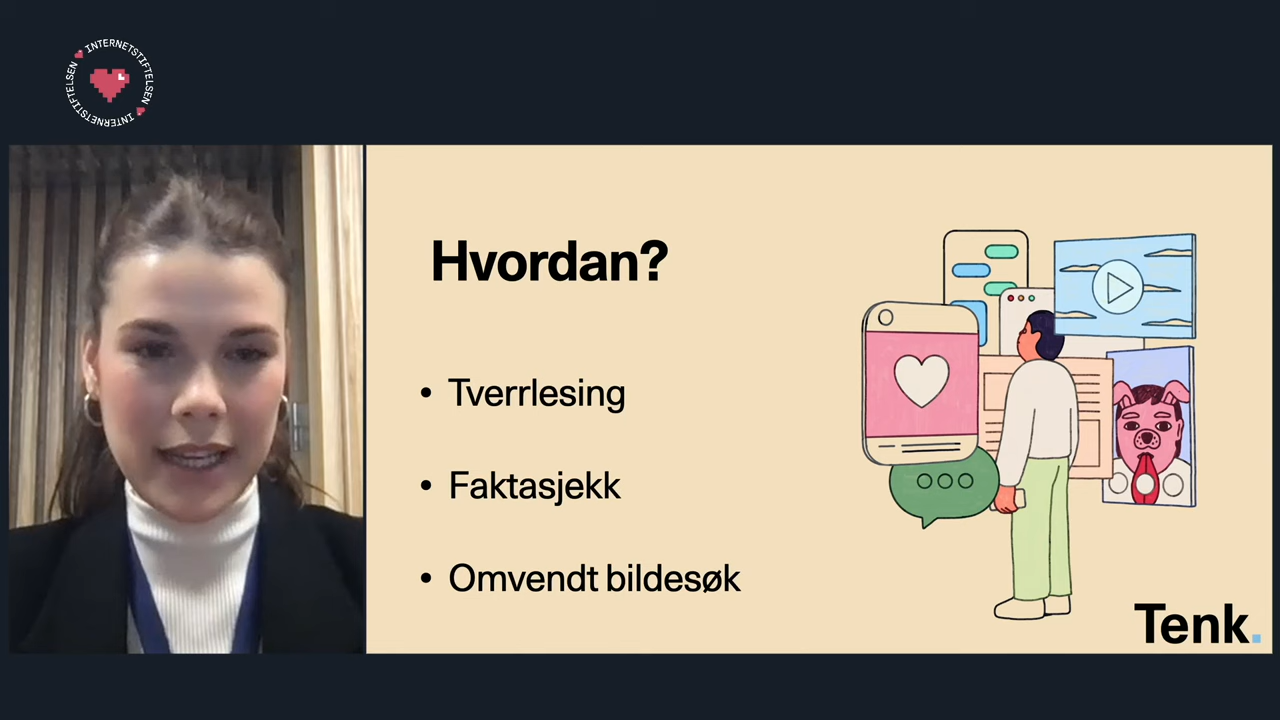 INTERNETSTIFTELSEN
INTERNETSTIFTELSEN
Hvordan?
• Tverrlesing
• Faktasjekk
• Omvendt bildesøk
Tenk.